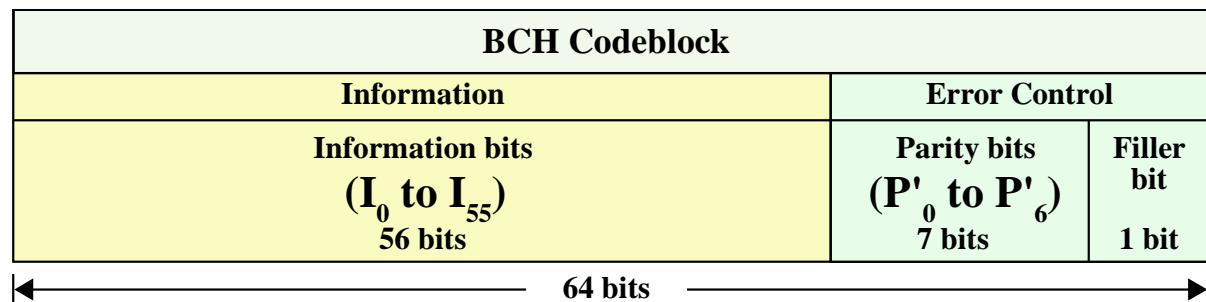 BCH Codeblock
Information
Error Control
Information bits
(I₀ to I₅₅)
56 bits
Parity bits
(P'₀ to P'₆)
7 bits
Filler
bit
1 bit
64 bits